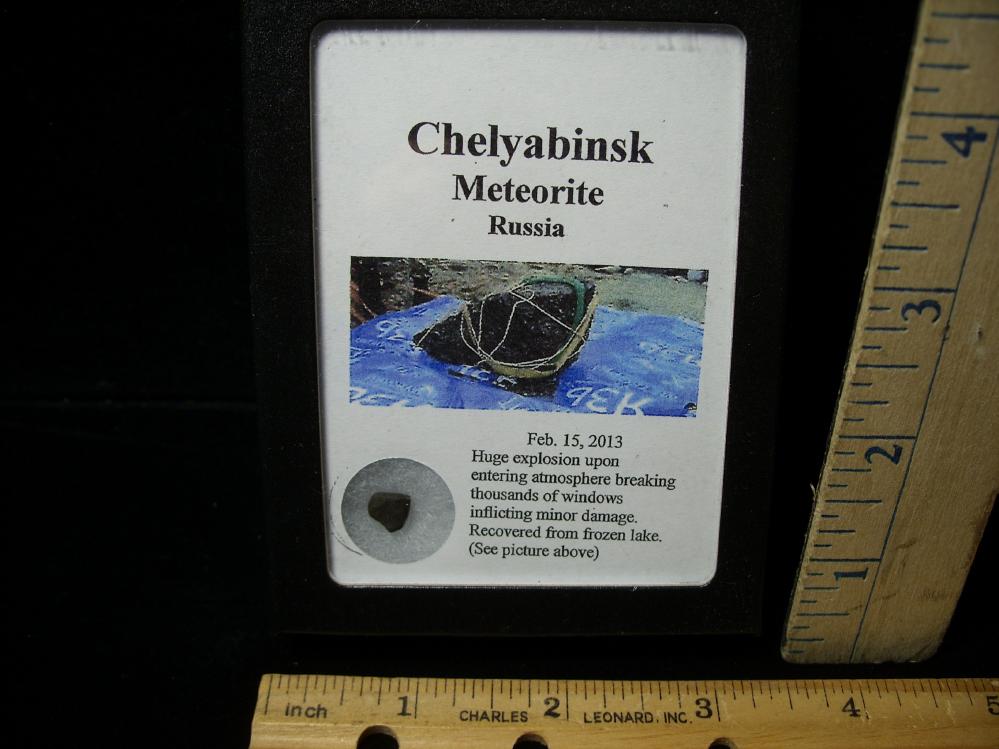 Chelyabinsk
Meteorite
Russia
Feb. 15, 2013
Huge explosion upon
entering atmosphere breaking
thousands of windows
inflicting minor damage.
Recovered from frozen lake.
(See picture above)
4
3
2
1
inch 1 CHARLES 2 LEONARD, INC. 3 4 5